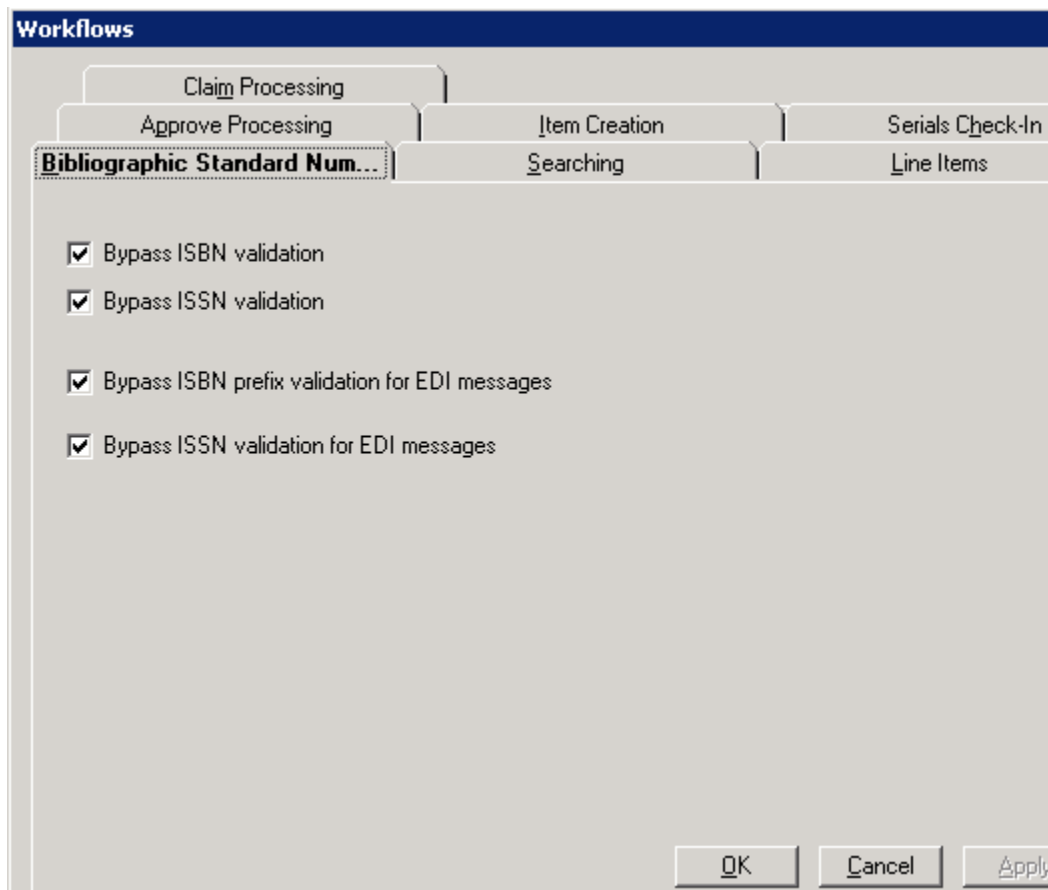 Workflows
Claim Processing
Approve Processing
Item Creation
Serials Check-In
Bibliographic Standard Num...
Searching
Line Items
Bypass ISBN validation
Bypass ISSN validation
Bypass ISBN prefix validation for EDI messages
Bypass ISSN validation for EDI messages
OK
Cancel
Apply